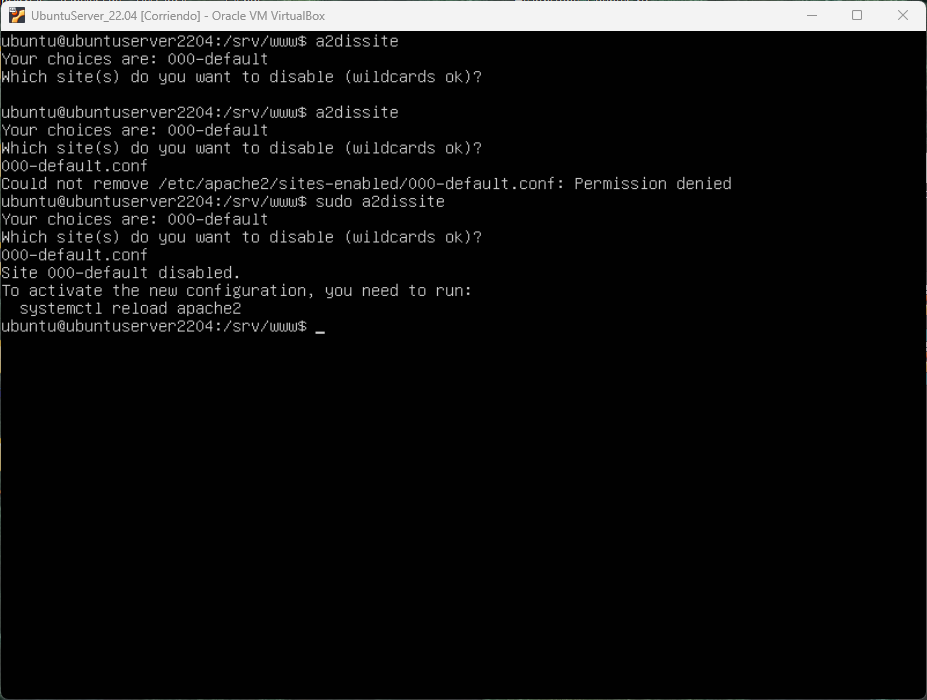 UbuntuServer_22.04 [Corriendo] - Oracle VM VirtualBox
ubuntu@ubuntuserver2204:/srv/www$ a2dissite
Your choices are: 000-default
Which site(s) do you want to disable (wildcards ok)?
ubuntu@ubuntuserver2204:/srv/www$ a2dissite
Your choices are: 000-default
Which site(s) do you want to disable (wildcards ok)?
000-default.conf
Could not remove /etc/apache2/sites-enabled/000-default.conf: Permission denied
ubuntu@ubuntuserver2204:/srv/www$ sudo a2dissite
Your choices are: 000-default
Which site(s) do you want to disable (wildcards ok)?
000-default.conf
Site 000-default disabled.
To activate the new configuration, you need to run:
  systemctl reload apache2
ubuntu@ubuntuserver2204:/srv/www$ _